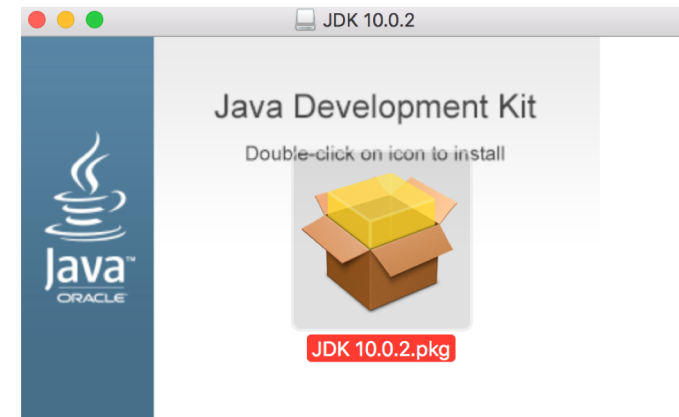 JDK 10.0.2
Java Development Kit
Double-click on icon to install
Java™
ORACLE
JDK 10.0.2.pkg